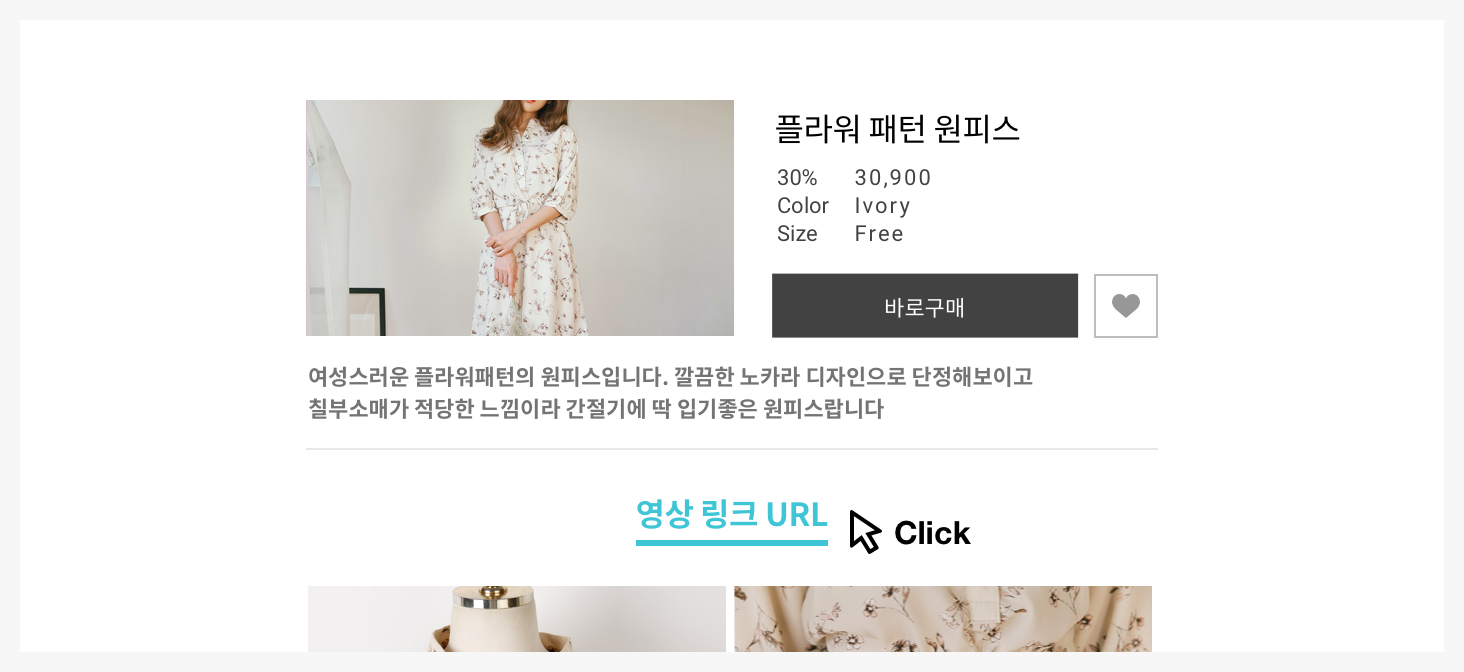 플라워 패턴 원피스
30% 30,900
Color Ivory
Size Free
바로구매
여성스러운 플라워패턴의 원피스입니다. 깔끔한 노카라 디자인으로 단정해보이고
칠부소매가 적당한 느낌이라 간절기에 딱 입기좋은 원피스랍니다
영상 링크 URL
Click